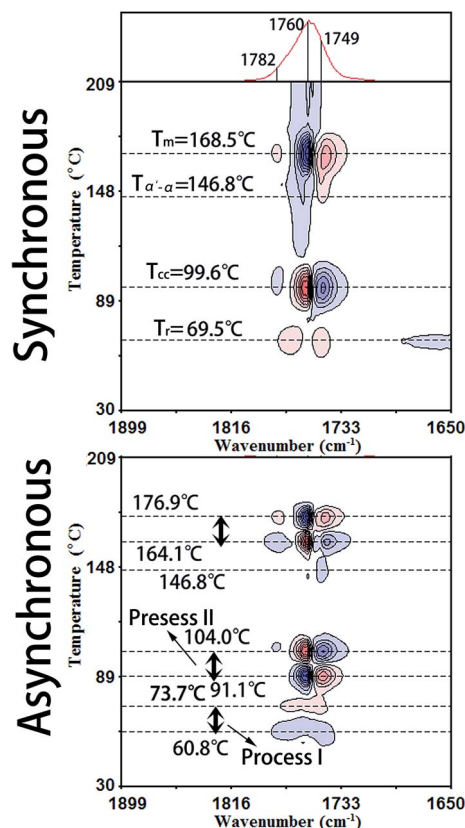 1760
1782
1749
Synchronous
Temperature (°C)
209
148
89
30
Tm=168.5℃
Tα'-α=146.8℃
Tcc=99.6℃
Tr=69.5℃
1899
1816
1733
1650
Wavenumber (cm-1)
Asynchronous
Temperature (°C)
209
148
89
30
176.9℃
164.1℃
146.8℃
Presess II
104.0℃
73.7℃
91.1℃
60.8℃
Process I
1899
1816
1733
1650
Wavenumber (cm-1)